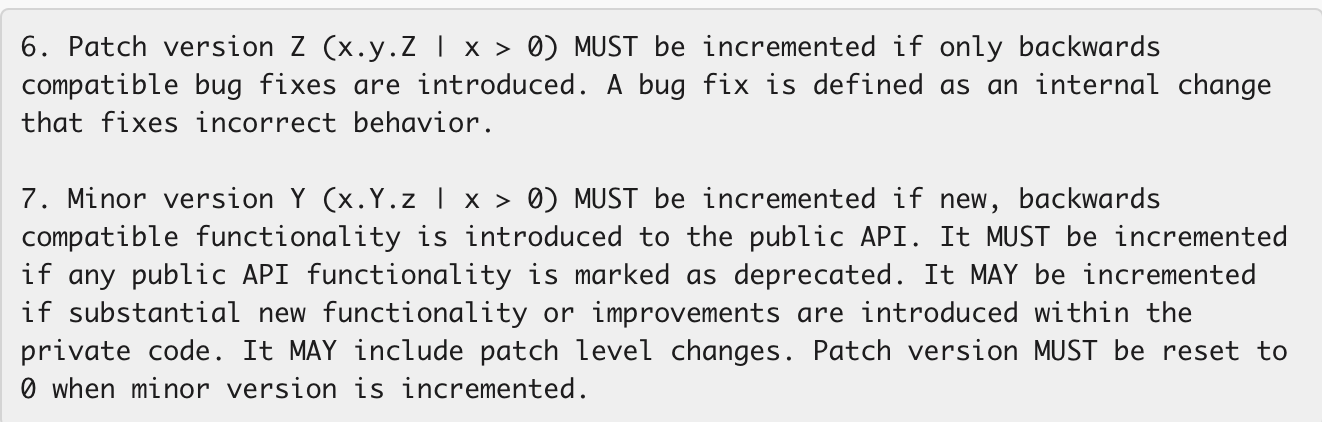 6. Patch version Z (x.y.Z | x > 0) MUST be incremented if only backwards
compatible bug fixes are introduced. A bug fix is defined as an internal change
that fixes incorrect behavior.
7. Minor version Y (x.Y.z | x > 0) MUST be incremented if new, backwards
compatible functionality is introduced to the public API. It MUST be incremented
if any public API functionality is marked as deprecated. It MAY be incremented
if substantial new functionality or improvements are introduced within the
private code. It MAY include patch level changes. Patch version MUST be reset to
0 when minor version is incremented.